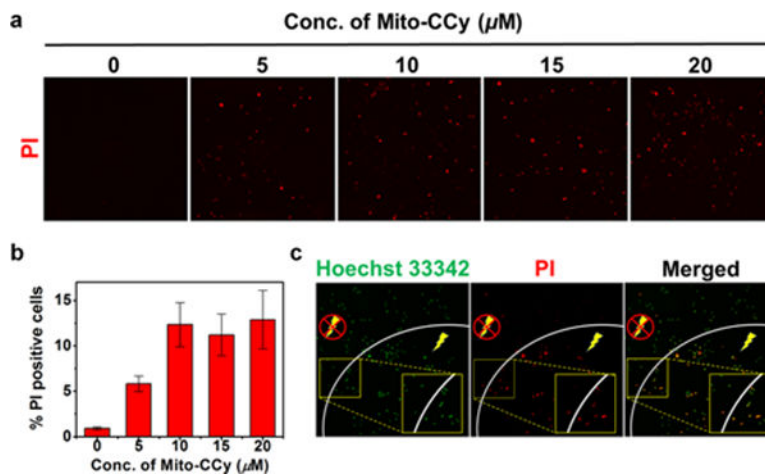 a
Conc. of Mito-CCy (μM)
0 5 10 15 20
PI
b
% PI positive cells
15
10
5
0
0 5 10 15 20
Conc. of Mito-CCy (μM)
c
Hoechst 33342 PI Merged